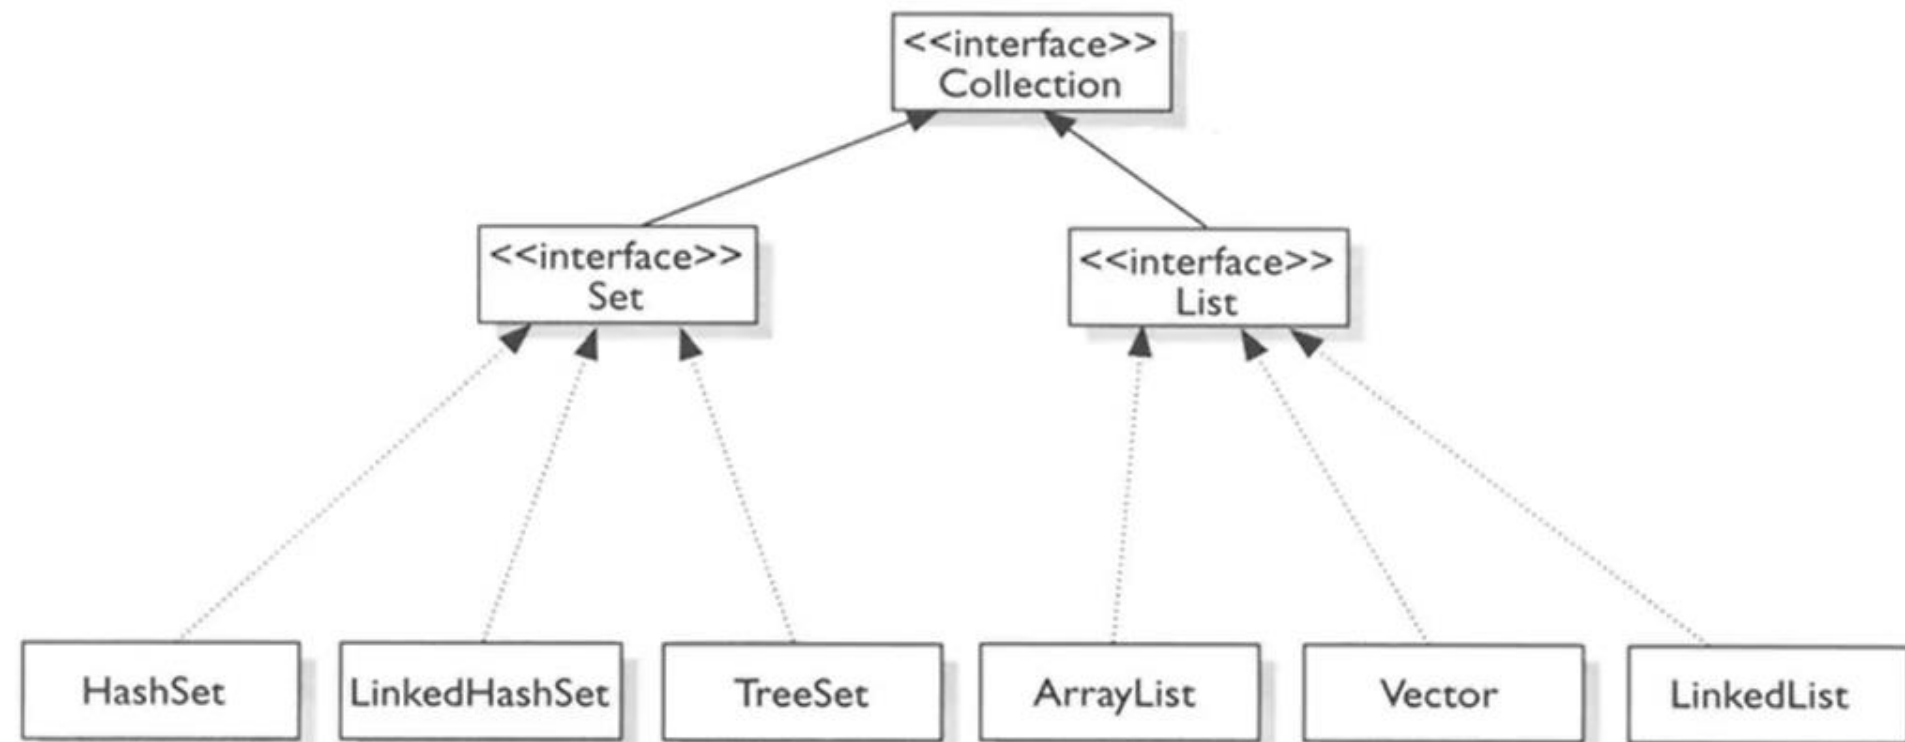 <<interface>>
Collection
<<interface>>
Set
<<interface>>
List
HashSet
LinkedHashSet
TreeSet
ArrayList
Vector
LinkedList